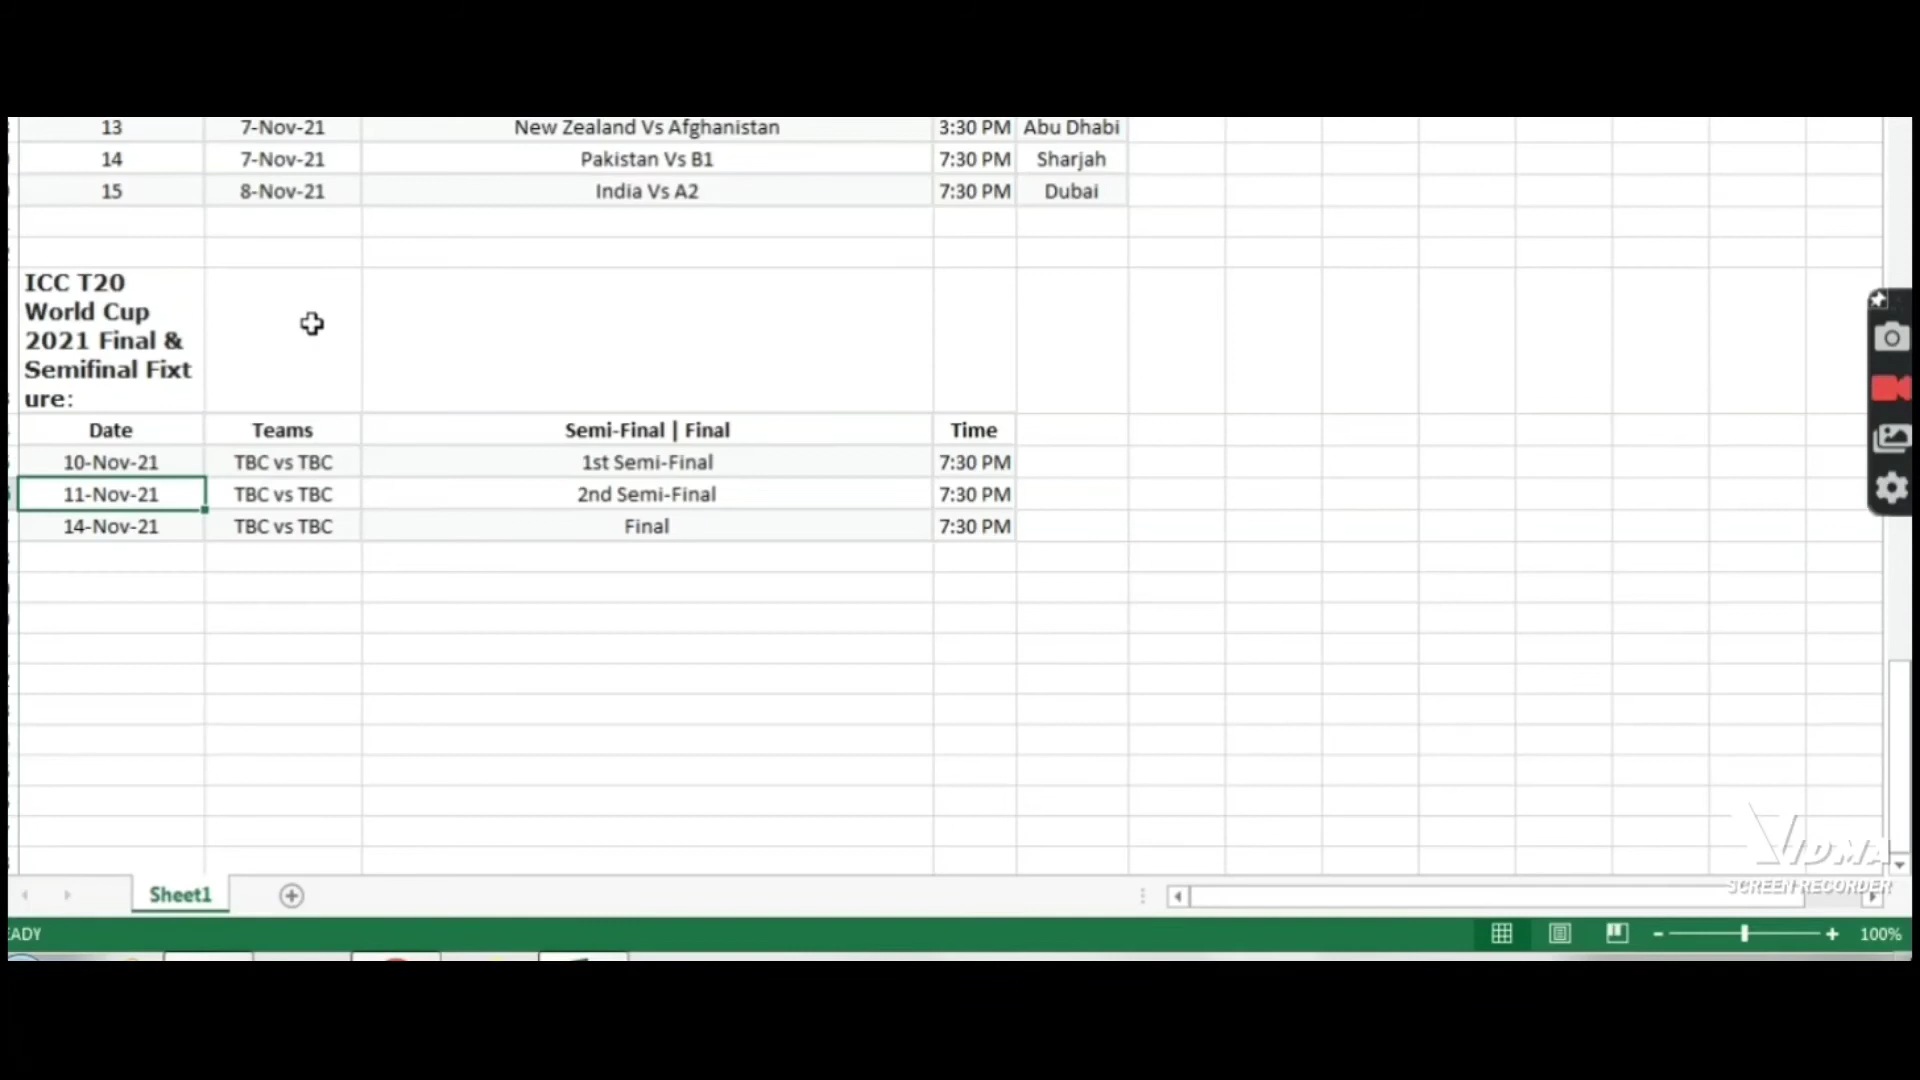 13 7-Nov-21 New Zealand Vs Afghanistan 3:30 PM Abu Dhabi
14 7-Nov-21 Pakistan Vs B1 7:30 PM Sharjah
15 8-Nov-21 India Vs A2 7:30 PM Dubai
ICC T20
World Cup
2021 Final &
Semifinal Fixt
ure:
Date Teams Semi-Final | Final Time
10-Nov-21 TBC vs TBC 1st Semi-Final 7:30 PM
11-Nov-21 TBC vs TBC 2nd Semi-Final 7:30 PM
14-Nov-21 TBC vs TBC Final 7:30 PM
VIDMA
SCREEN RECORDER
Sheet1
EADY
100%